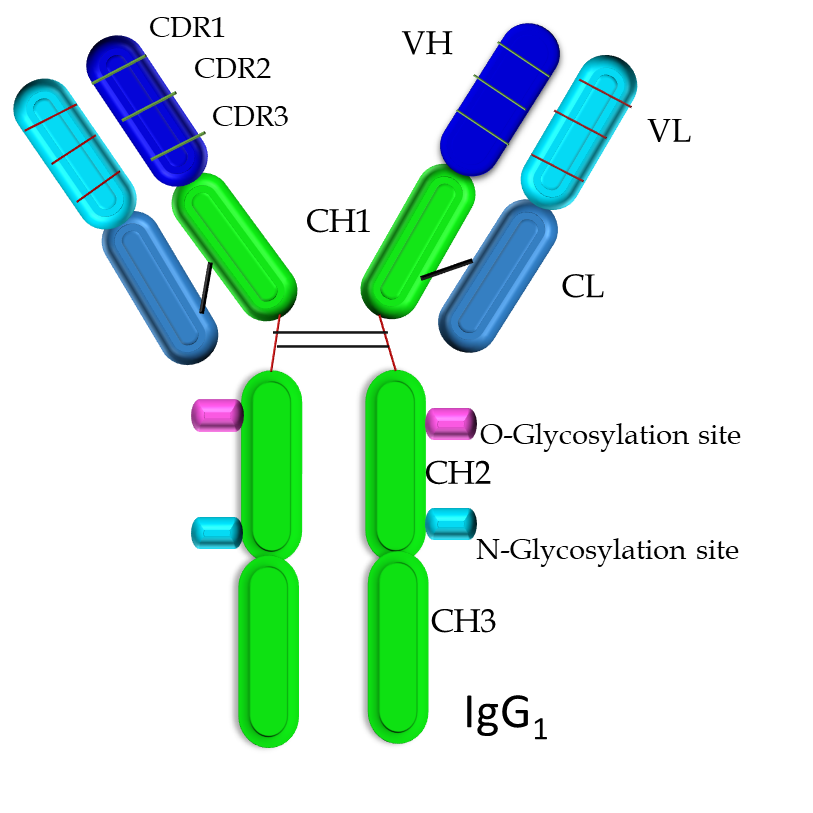 CDR1
CDR2
CDR3
VH
VL
CH1
CL
O-Glycosylation site
CH2
N-Glycosylation site
CH3
IgG₁